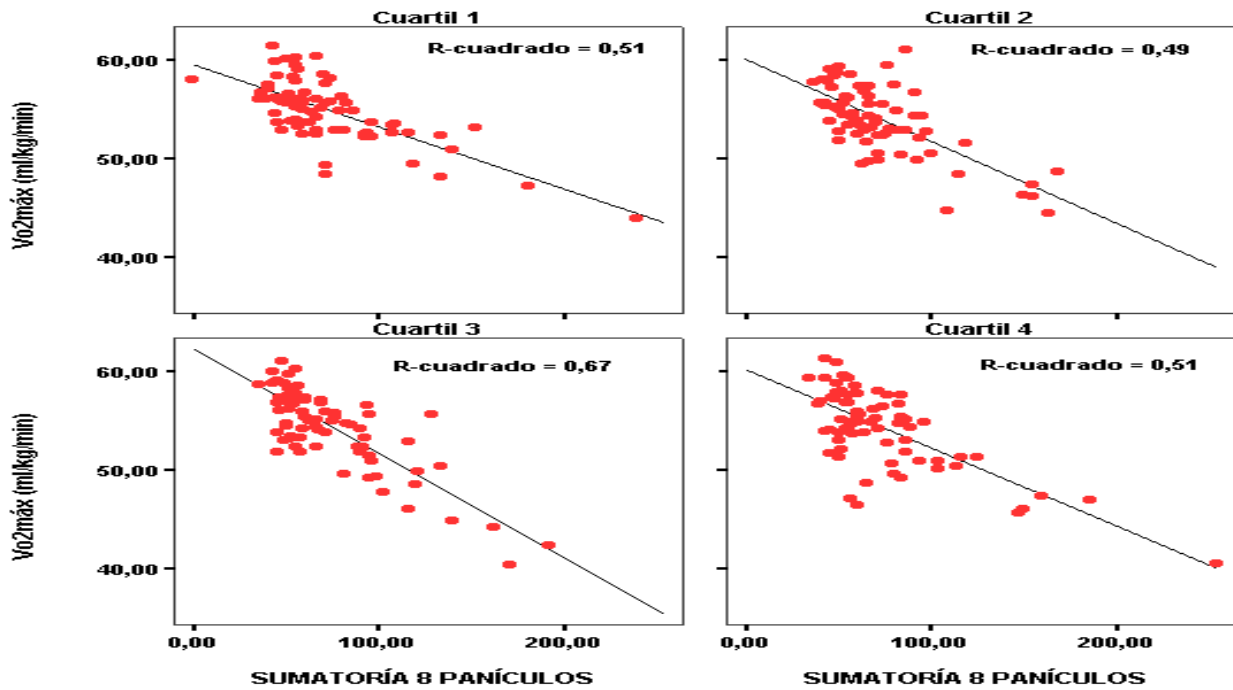 Cuartil 1
Cuartil 2
R-cuadrado = 0,51
R-cuadrado = 0,49
60,00
50,00
40,00
Vo2máx (ml/kg/min)
Cuartil 3
Cuartil 4
R-cuadrado = 0,67
R-cuadrado = 0,51
60,00
50,00
40,00
Vo2máx (ml/kg/min)
0,00 100,00 200,00
0,00 100,00 200,00
SUMATORÍA 8 PANÍCULOS
SUMATORÍA 8 PANÍCULOS